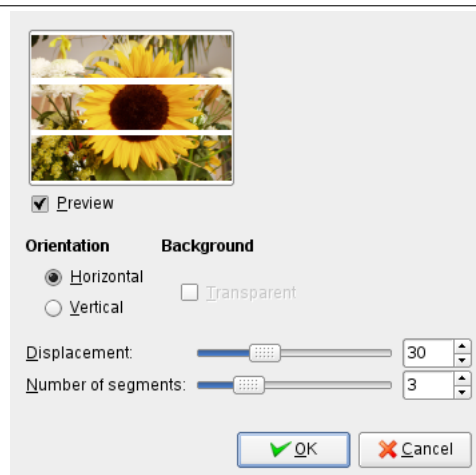 Preview
Orientation Background
Horizontal
Transparent
Vertical
Displacement: 30
Number of segments: 3
OK Cancel